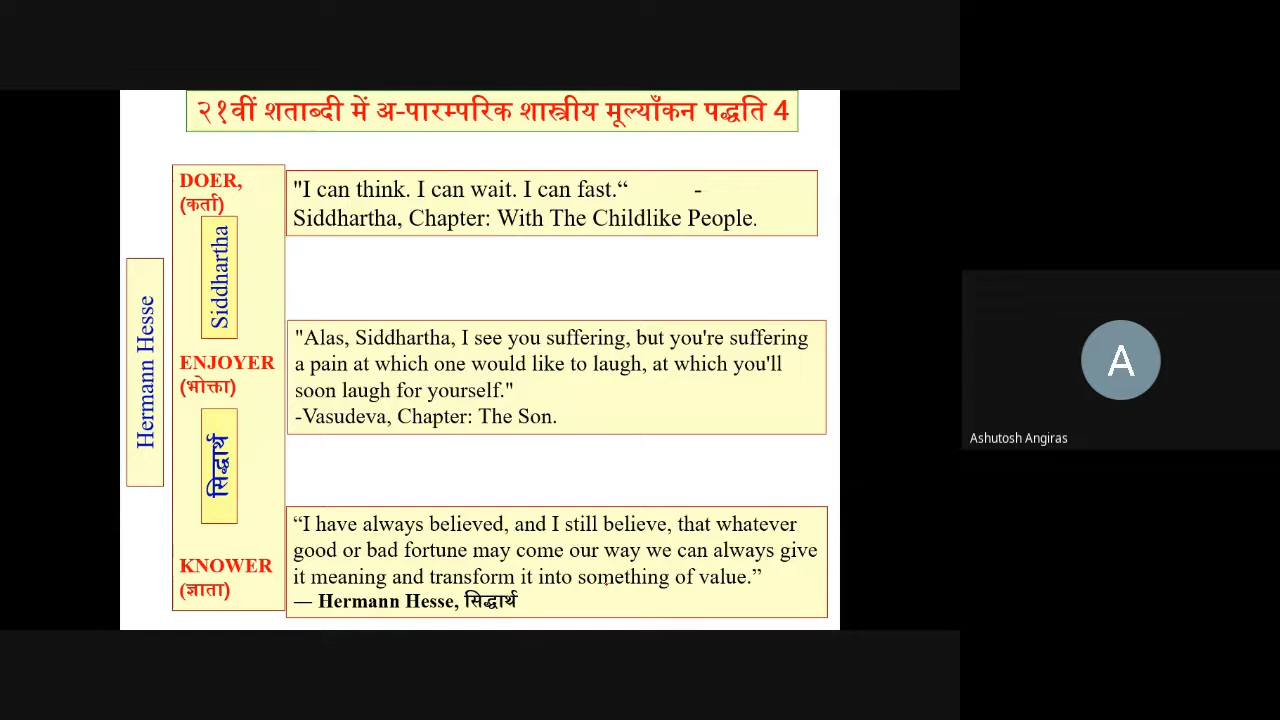 २१वीं शताब्दी में अ-पारम्परिक शास्त्रीय मूल्याँकन पद्धति 4
DOER,
(कर्ता)
"I can think. I can wait. I can fast.“ -
Siddhartha, Chapter: With The Childlike People.
Siddhartha
Hermann Hesse
ENJOYER
(भोक्ता)
"Alas, Siddhartha, I see you suffering, but you're suffering
a pain at which one would like to laugh, at which you'll
soon laugh for yourself."
-Vasudeva, Chapter: The Son.
सिद्धार्थ
KNOWER
(ज्ञाता)
“I have always believed, and I still believe, that whatever
good or bad fortune may come our way we can always give
it meaning and transform it into something of value.”
— Hermann Hesse, सिद्धार्थ
A
Ashutosh Angiras